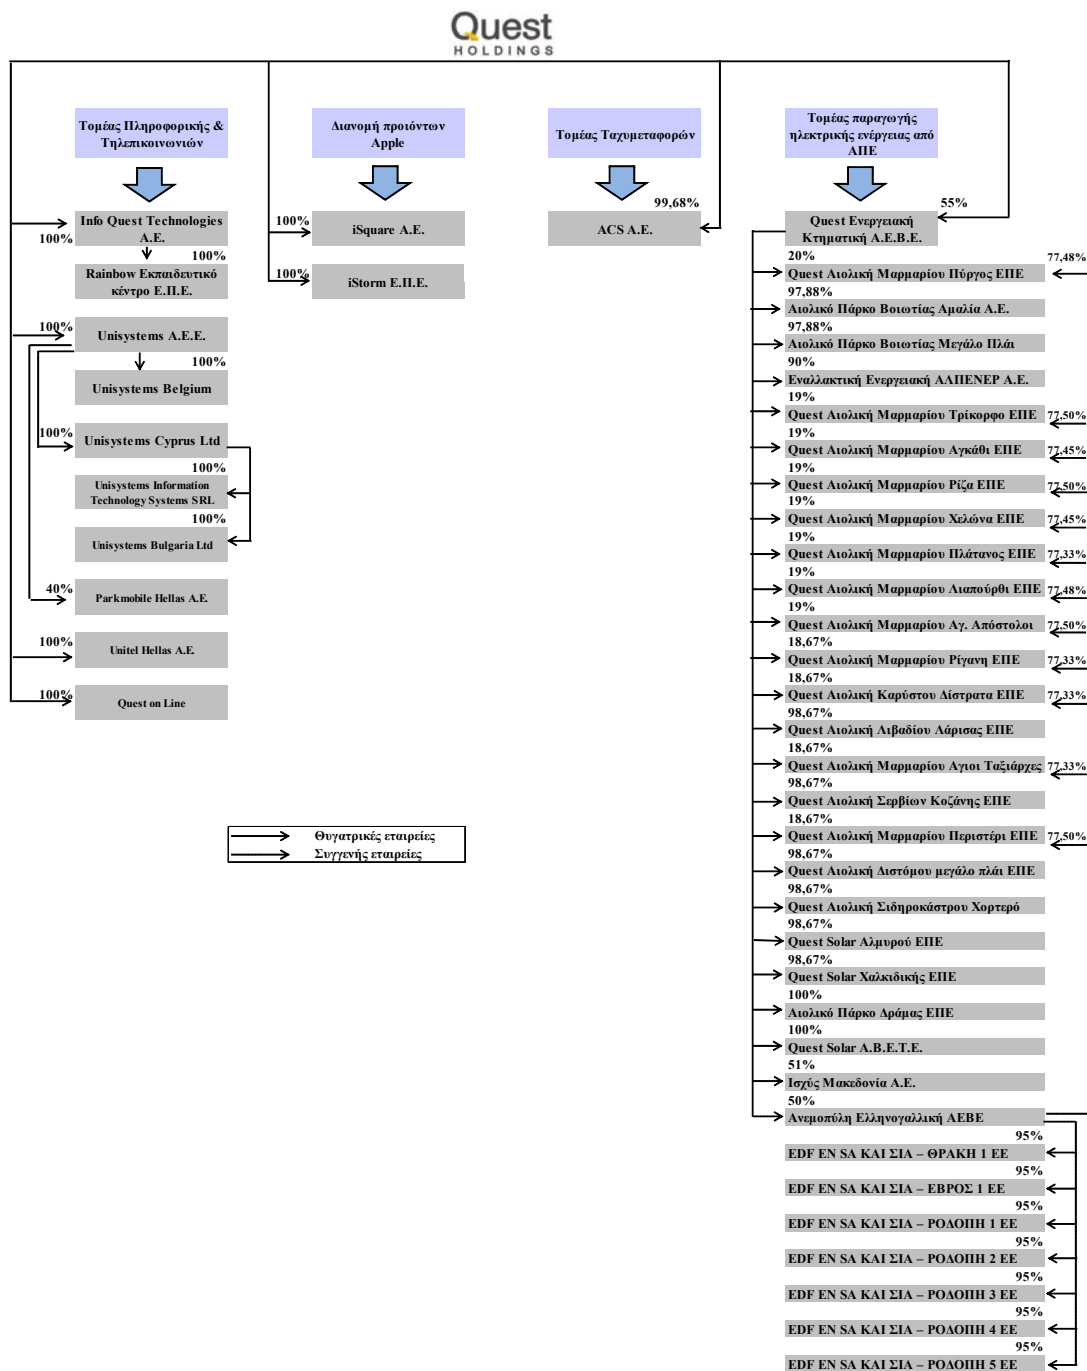 Quest
HOLDINGS
Τομέας Πληροφορικής &
Τηλεπικοινωνιών
100%
Info Quest Technologies
Α.Ε.
100%
Rainbow Εκπαιδευτικό
κέντρο Ε.Π.Ε.
100%
Unisystems Α.Ε.Ε.
100%
Unisystems Belgium
100%
Unisystems Cyprus Ltd
100%
Unisystems Information
Technology Systems SRL
100%
Unisystems Bulgaria Ltd
40%
Parkmobile Hellas Α.Ε.
100%
Unitel Hellas Α.Ε.
100%
Quest on Line
Διανομή προιόντων
Apple
100%
iSquare Α.Ε.
100%
iStorm Ε.Π.Ε.
Τομέας Ταχυμεταφορών
99,68%
ACS Α.Ε.
Τομέας παραγωγής
ηλεκτρικής ενέργειας από
ΑΠΕ
55%
Quest Ενεργειακή
Κτηματική Α.Ε.Β.Ε.
20%
Quest Αιολική Μαρμαρίου Πύργος ΕΠΕ 77,48%
97,88%
Αιολικό Πάρκο Βοιωτίας Αμαλία Α.Ε.
97,88%
Αιολικό Πάρκο Βοιωτίας Μεγάλο Πλάι
90%
Εναλλακτική Ενεργειακή ΑΛΠΕΝΕΡ Α.Ε.
19%
Quest Αιολική Μαρμαρίου Τρίκορφο ΕΠΕ 77,50%
19%
Quest Αιολική Μαρμαρίου Αγκάθι ΕΠΕ 77,45%
19%
Quest Αιολική Μαρμαρίου Ρίζα ΕΠΕ 77,50%
19%
Quest Αιολική Μαρμαρίου Χελώνα ΕΠΕ 77,45%
19%
Quest Αιολική Μαρμαρίου Πλάτανος ΕΠΕ 77,33%
19%
Quest Αιολική Μαρμαρίου Λιαπούρθι ΕΠΕ 77,48%
19%
Quest Αιολική Μαρμαρίου Αγ. Απόστολοι 77,50%
18,67%
Quest Αιολική Μαρμαρίου Ρίγανη ΕΠΕ 77,33%
18,67%
Quest Αιολική Καρύστου Δίστρατα ΕΠΕ 77,33%
98,67%
Quest Αιολική Λιβαδίου Λάρισας ΕΠΕ
18,67%
Quest Αιολική Μαρμαρίου Αγιοι Ταξιάρχες 77,33%
98,67%
Quest Αιολική Σερβίων Κοζάνης ΕΠΕ
18,67%
Quest Αιολική Μαρμαρίου Περιστέρι ΕΠΕ 77,50%
98,67%
Quest Αιολική Διστόμου μεγάλο πλάι ΕΠΕ
98,67%
Quest Αιολική Σιδηροκάστρου Χορτερό
98,67%
Quest Solar Αλμυρού ΕΠΕ
98,67%
Quest Solar Χαλκιδικής ΕΠΕ
100%
Αιολικό Πάρκο Δράμας ΕΠΕ
100%
Quest Solar Α.Β.Ε.Τ.Ε.
51%
Ισχύς Μακεδονία Α.Ε.
50%
Ανεμοπύλη Ελληνογαλλική ΑΕΒΕ
95%
EDF EN SA ΚΑΙ ΣΙΑ – ΘΡΑΚΗ 1 ΕΕ
95%
EDF EN SA ΚΑΙ ΣΙΑ – ΕΒΡΟΣ 1 ΕΕ
95%
EDF EN SA ΚΑΙ ΣΙΑ – ΡΟΔΟΠΗ 1 ΕΕ
95%
EDF EN SA ΚΑΙ ΣΙΑ – ΡΟΔΟΠΗ 2 ΕΕ
95%
EDF EN SA ΚΑΙ ΣΙΑ – ΡΟΔΟΠΗ 3 ΕΕ
95%
EDF EN SA ΚΑΙ ΣΙΑ – ΡΟΔΟΠΗ 4 ΕΕ
95%
EDF EN SA ΚΑΙ ΣΙΑ – ΡΟΔΟΠΗ 5 ΕΕ
Θυγατρικές εταιρείες
Συγγενής εταιρείες